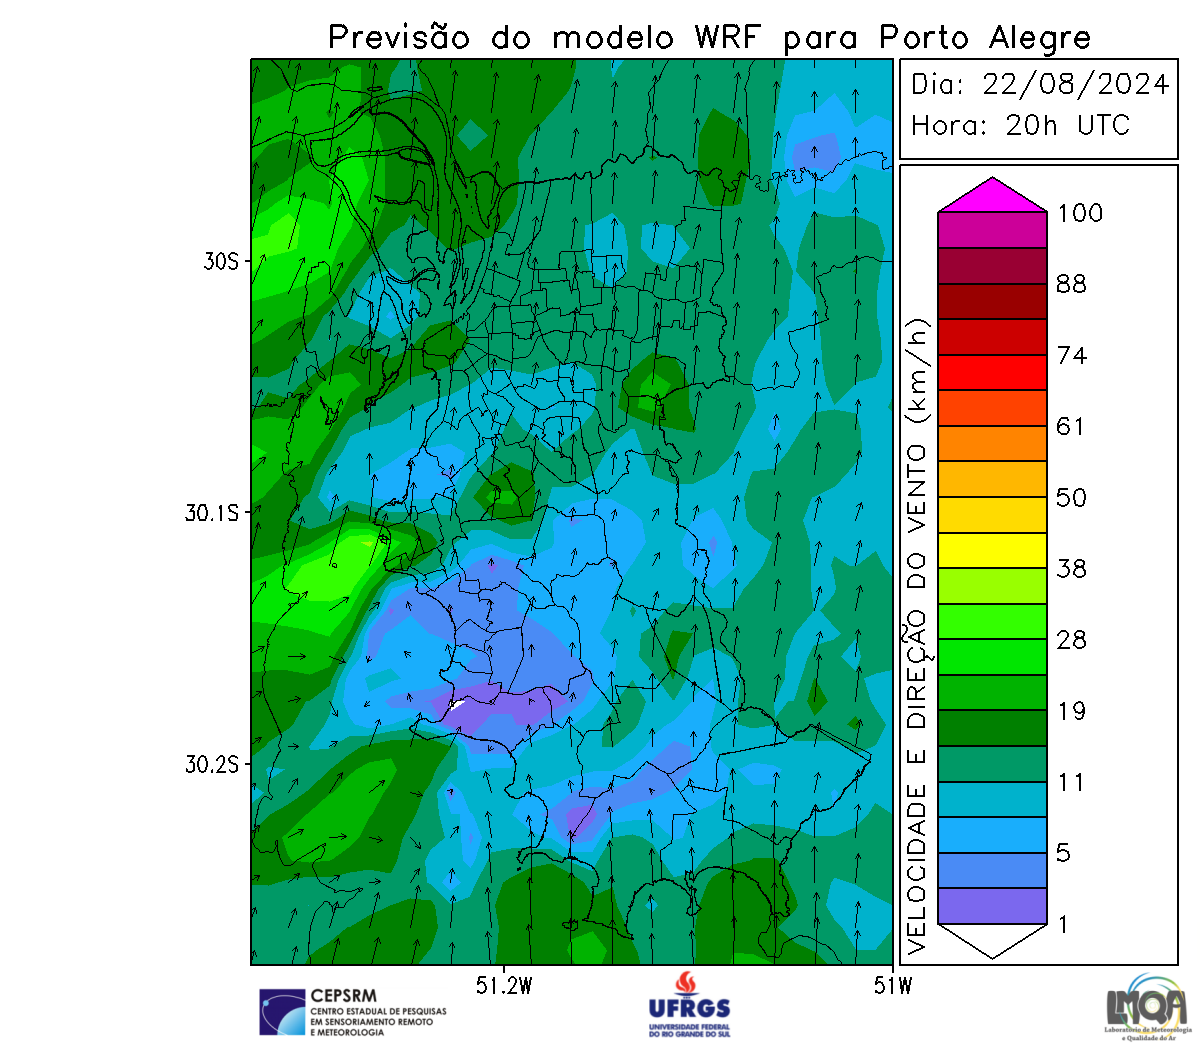 Previsão do modelo WRF para Porto Alegre
Dia: 22/08/2024
Hora: 20h UTC
100
88
74
61
50
38
28
19
11
5
1
VELOCIDADE E DIREÇÃO DO VENTO (km/h)
30S
30.1S
30.2S
51.2W
51W
CEPSRM
CENTRO ESTADUAL DE PESQUISAS
EM SENSORIAMENTO REMOTO
E METEOROLOGIA
UFRGS
UNIVERSIDADE FEDERAL
DO RIO GRANDE DO SUL
LMQA
Laboratório de Meteorologia
e Qualidade do Ar